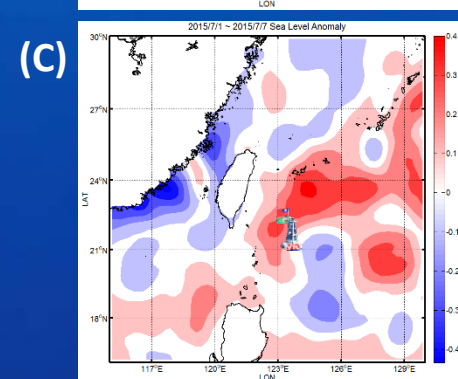 LON
(C)
2015/7/1 ~ 2015/7/7 Sea Level Anomaly
30°N
27°N
24°N
21°N
18°N
LAT
117°E 120°E 123°E 126°E 129°E
LON
0.4
0.3
0.2
0.1
0
-0.1
-0.2
-0.3
-0.4